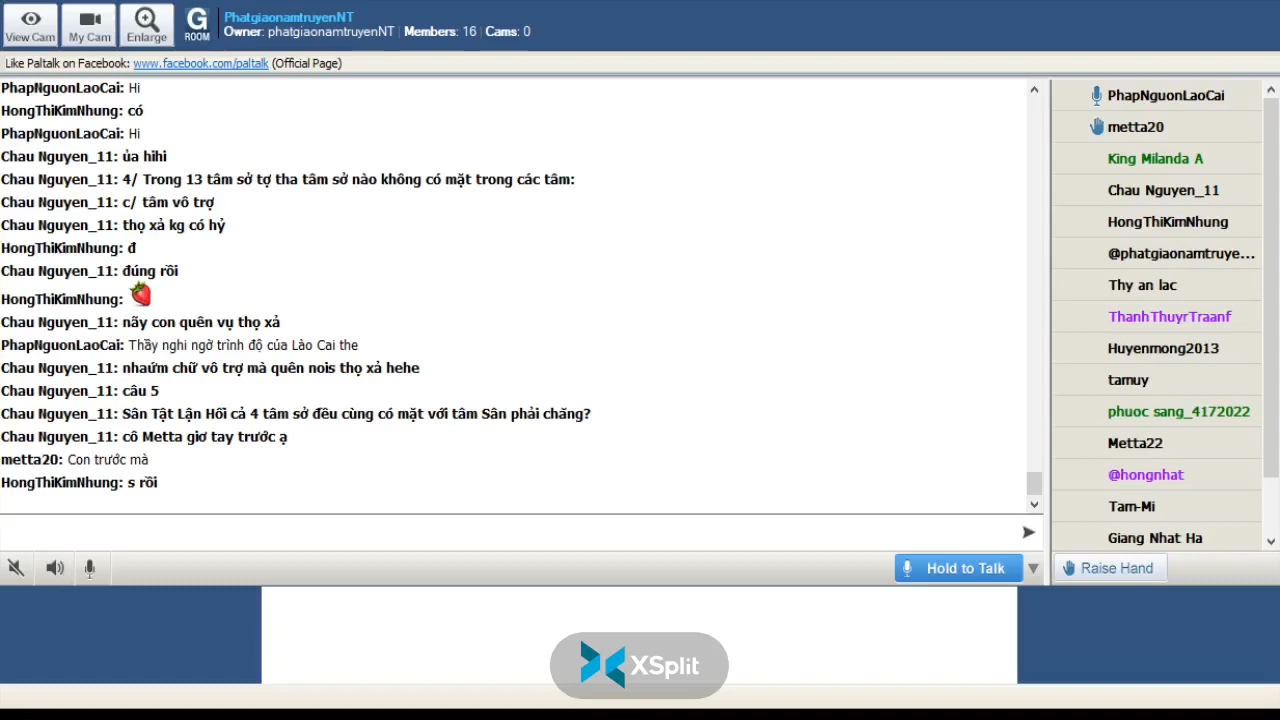 View Cam
My Cam
Enlarge
G
ROOM
PhatgiaonamtruyenNT
Owner: phatgiaonamtruyenNT Members: 16 Cams: 0
Like Paltalk on Facebook: www.facebook.com/paltalk (Official Page)
PhapNguonLaoCai: Hi
HongThiKimNhung: có
PhapNguonLaoCai: Hi
Chau Nguyen_11: ủa hihi
Chau Nguyen_11: 4/ Trong 13 tâm sở tợ tha tâm sở nào không có mặt trong các tâm:
Chau Nguyen_11: c/ tâm vô trợ
Chau Nguyen_11: thọ xả kg có hỷ
HongThiKimNhung: đ
Chau Nguyen_11: đúng rồi
HongThiKimNhung:
Chau Nguyen_11: nãy con quên vụ thọ xả
PhapNguonLaoCai: Thầy nghi ngờ trình độ của Lào Cai the
Chau Nguyen_11: nhaứm chữ vô trợ mà quên nois thọ xả hehe
Chau Nguyen_11: câu 5
Chau Nguyen_11: Sân Tật Lận Hối cả 4 tâm sở đều cùng có mặt với tâm Sân phải chăng?
Chau Nguyen_11: cô Metta giơ tay trước ạ
metta20: Con trước mà
HongThiKimNhung: s rồi
PhapNguonLaoCai
metta20
King Milanda A
Chau Nguyen_11
HongThiKimNhung
@phatgiaonamtruye...
Thy an lac
ThanhThuyrTraanf
Huyenmong2013
tamuy
phuoc sang_4172022
Metta22
@hongnhat
Tam-Mi
Giang Nhat Ha
Hold to Talk
Raise Hand
XSplit